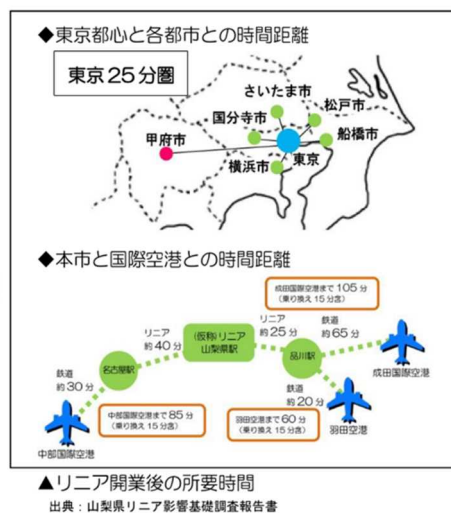 ◆東京都心と各都市との時間距離
東京25分圏
さいたま市
松戸市
国分寺市
船橋市
甲府市
東京
横浜市
◆本市と国際空港との時間距離
成田国際空港まで105分
(乗り換え15分含)
リニア
約25分
鉄道
約65分
リニア
約40分
(仮称)リニア
山梨県駅
品川駅
成田国際空港
鉄道
約30分
名古屋駅
鉄道
約20分
中部国際空港まで85分
(乗り換え15分含)
羽田空港まで60分
(乗り換え15分含)
羽田空港
中部国際空港
▲リニア開業後の所要時間
出典:山梨県リニア影響基礎調査報告書